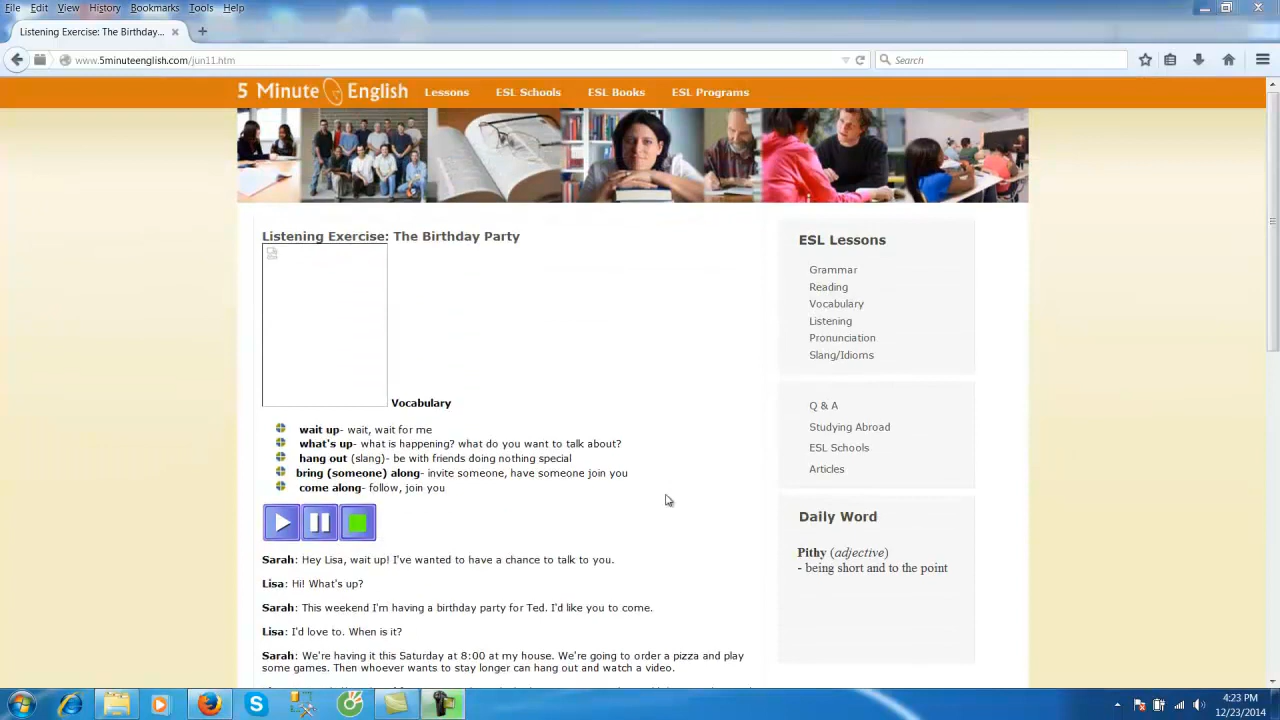 File Edit View History Bookmarks Tools Help
Listening Exercise: The Birthday...
www.5minuteenglish.com/jun11.htm
Search
5 Minute English Lessons ESL Schools ESL Books ESL Programs
Listening Exercise: The Birthday Party
Vocabulary
wait up- wait, wait for me
what's up- what is happening? what do you want to talk about?
hang out (slang)- be with friends doing nothing special
bring (someone) along- invite someone, have someone join you
come along- follow, join you
Sarah: Hey Lisa, wait up! I've wanted to have a chance to talk to you.
Lisa: Hi! What's up?
Sarah: This weekend I'm having a birthday party for Ted. I'd like you to come.
Lisa: I'd love to. When is it?
Sarah: We're having it this Saturday at 8:00 at my house. We're going to order a pizza and play
some games. Then whoever wants to stay longer can hang out and watch a video.
ESL Lessons
Grammar
Reading
Vocabulary
Listening
Pronunciation
Slang/Idioms
Q & A
Studying Abroad
ESL Schools
Articles
Daily Word
Pithy (adjective)
- being short and to the point
4:23 PM
12/23/2014